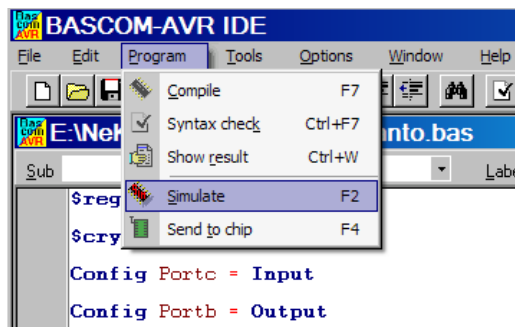 BASCOM-AVR IDE
File Edit Program Tools Options Window Help
Compile F7
Syntax check Ctrl+F7
Show result Ctrl+W
Simulate F2
Send to chip F4
E:\NeK anto.bas
Sub Labe
$reg
$cry
Config Portc = Input
Config Portb = Output